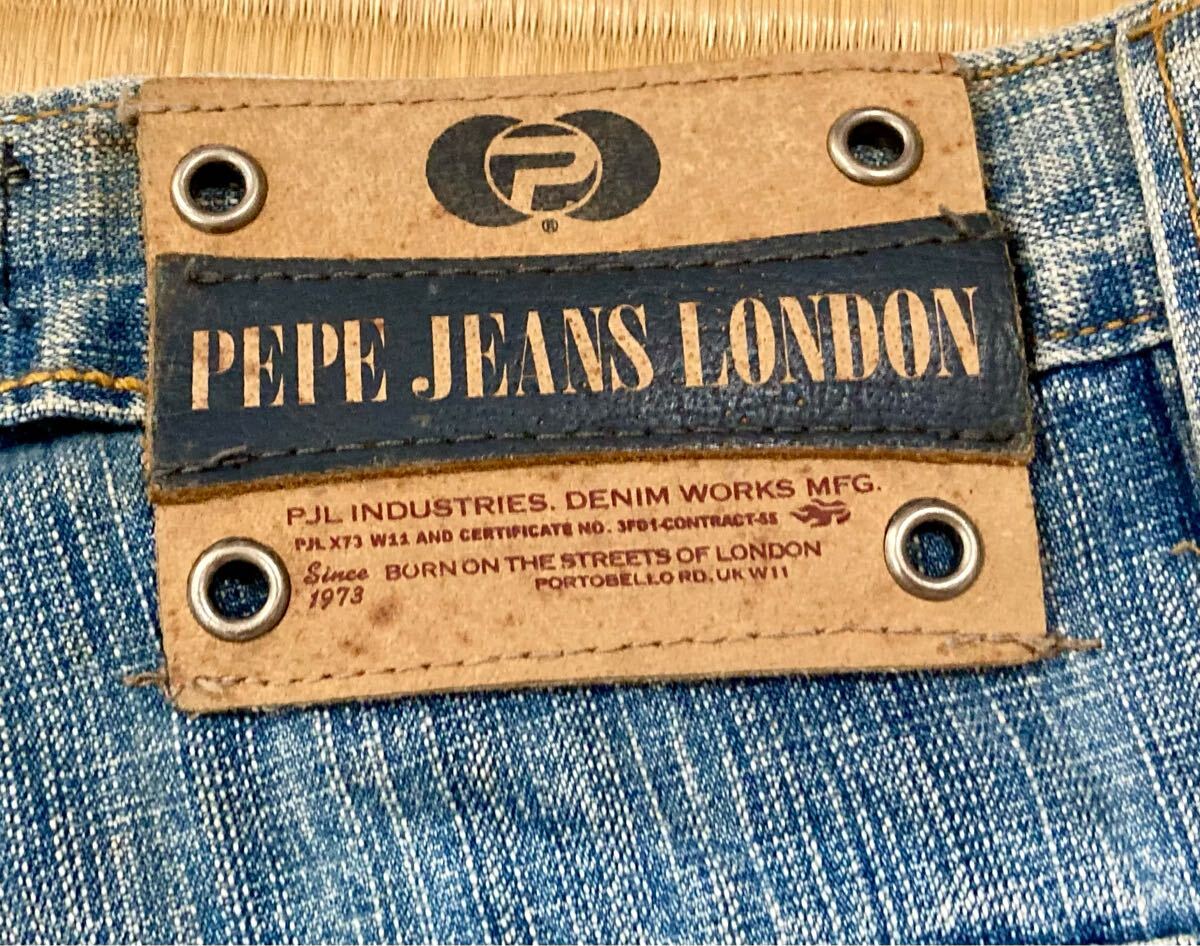 P
®
PEPE JEANS LONDON
PJL INDUSTRIES. DENIM WORKS MFG.
PJL X73 W11 AND CERTIFICATE NO. 3FD1-CONTRACT-55
Since 1973
BORN ON THE STREETS OF LONDON
PORTOBELLO RD. UK W11